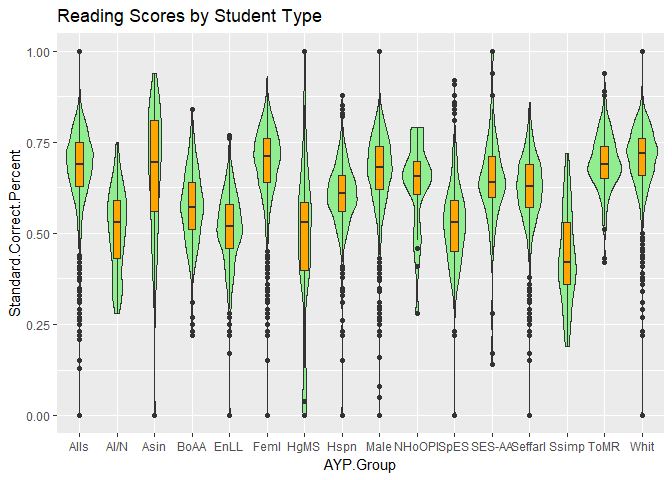 Reading Scores by Student Type
Standard.Correct.Percent
1.00
0.75
0.50
0.25
0.00
Alls AI/N Asin BoAA EnLL Feml HgMS Hspn Male NHoOPI SpES SES-AA Seffarl Ssimp ToMR Whit
AYP.Group